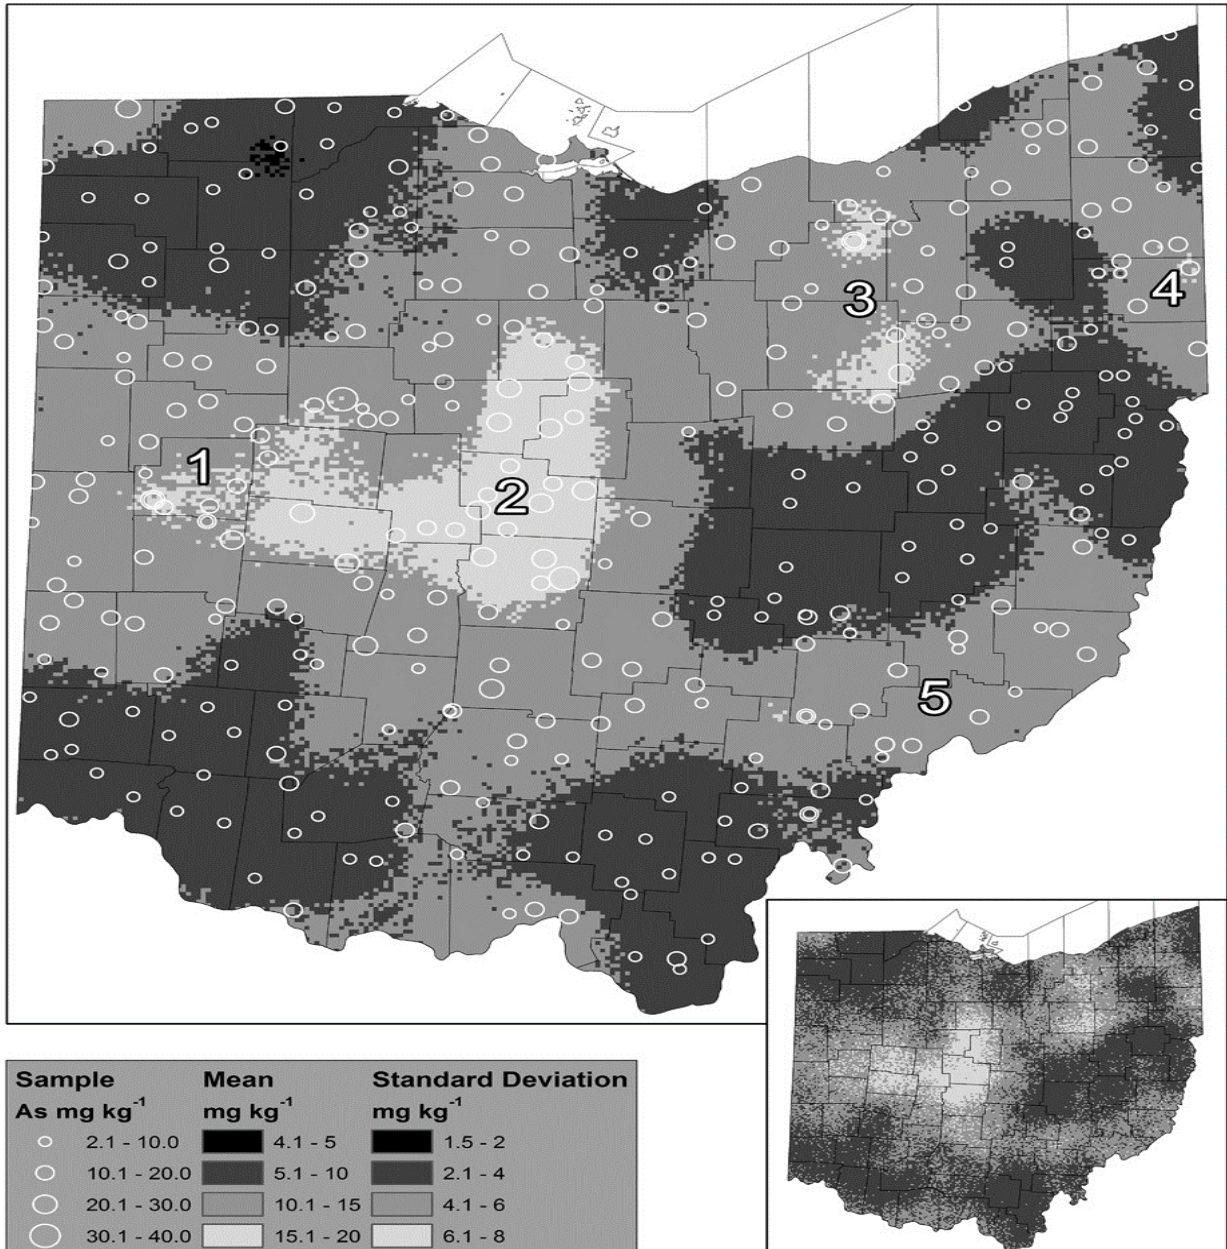 1
2
3
4
5
Sample Mean Standard Deviation
As mg kg-1 mg kg-1 mg kg-1
2.1 - 10.0 4.1 - 5 1.5 - 2
10.1 - 20.0 5.1 - 10 2.1 - 4
20.1 - 30.0 10.1 - 15 4.1 - 6
30.1 - 40.0 15.1 - 20 6.1 - 8